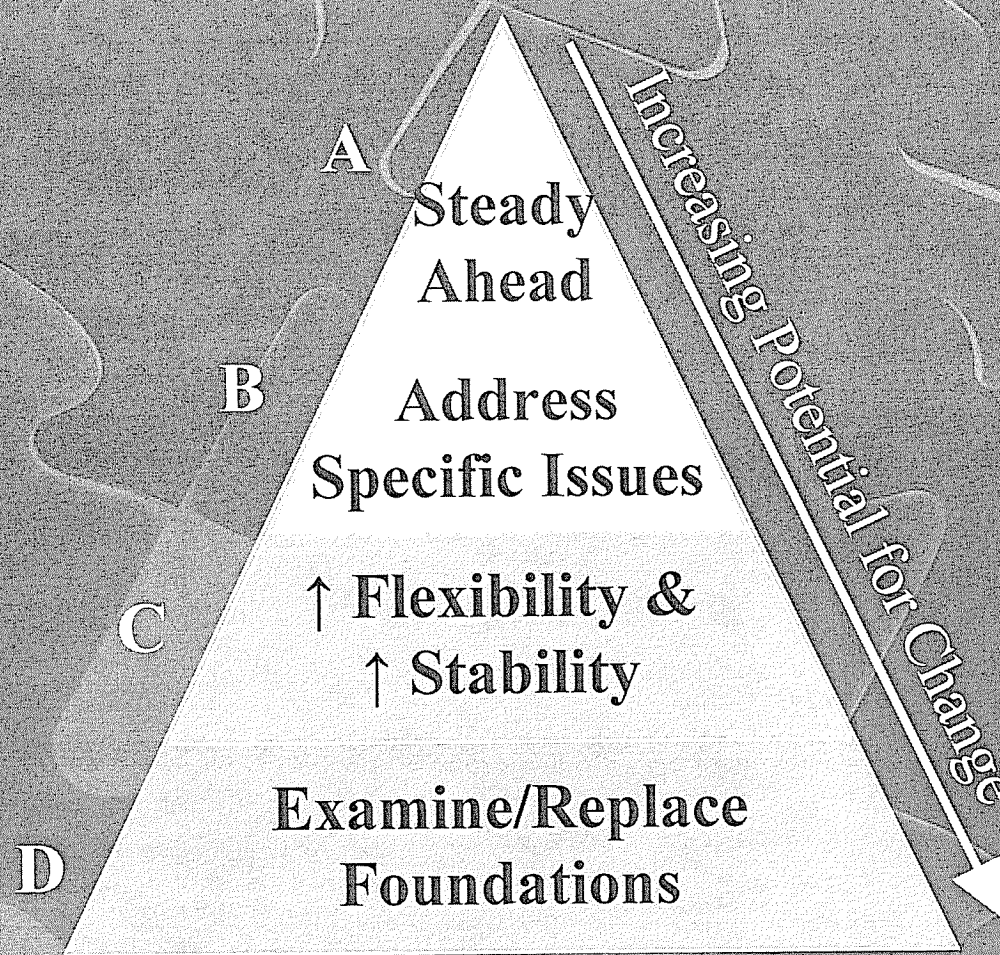 A
Steady
Ahead
B
Address
Specific Issues
C
↑ Flexibility &
↑ Stability
D
Examine/Replace
Foundations
Increasing Potential for Change